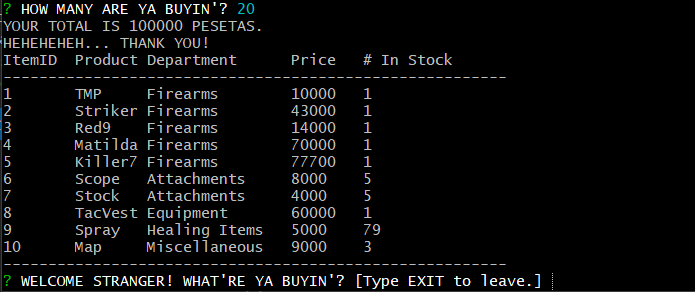 ? HOW MANY ARE YA BUYIN'? 20
YOUR TOTAL IS 100000 PESETAS.
HEHEHEHEH... THANK YOU!
ItemID  Product Department      Price   # In Stock
--------------------------------------------------------
1       TMP     Firearms        10000   1
2       Striker Firearms        43000   1
3       Red9    Firearms        14000   1
4       Matilda Firearms        70000   1
5       Killer7 Firearms        77700   1
6       Scope   Attachments     8000    5
7       Stock   Attachments     4000    5
8       TacVest Equipment       60000   1
9       Spray   Healing Items   5000    79
10      Map     Miscellaneous   9000    3
--------------------------------------------------------
? WELCOME STRANGER! WHAT'RE YA BUYIN'? [Type EXIT to leave.]